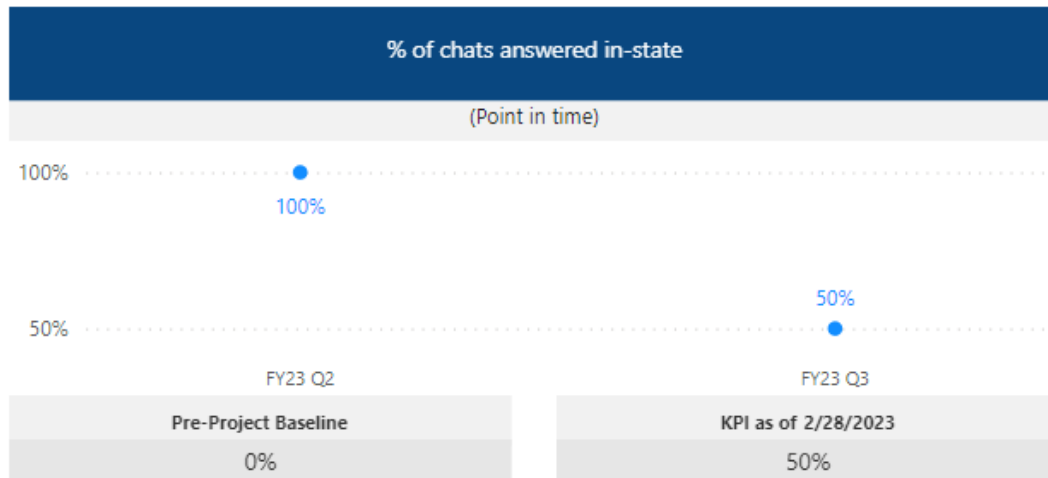 % of chats answered in-state
(Point in time)
100%
100%
50%
50%
FY23 Q2 FY23 Q3
Pre-Project Baseline KPI as of 2/28/2023
0% 50%